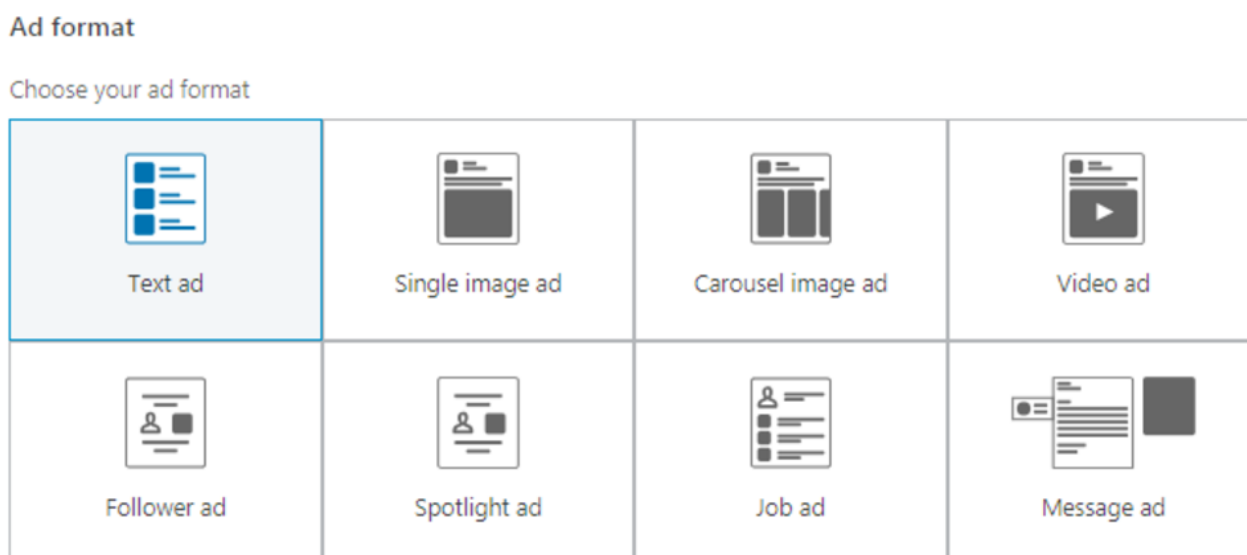 Ad format
Choose your ad format
Text ad
Single image ad
Carousel image ad
Video ad
Follower ad
Spotlight ad
Job ad
Message ad